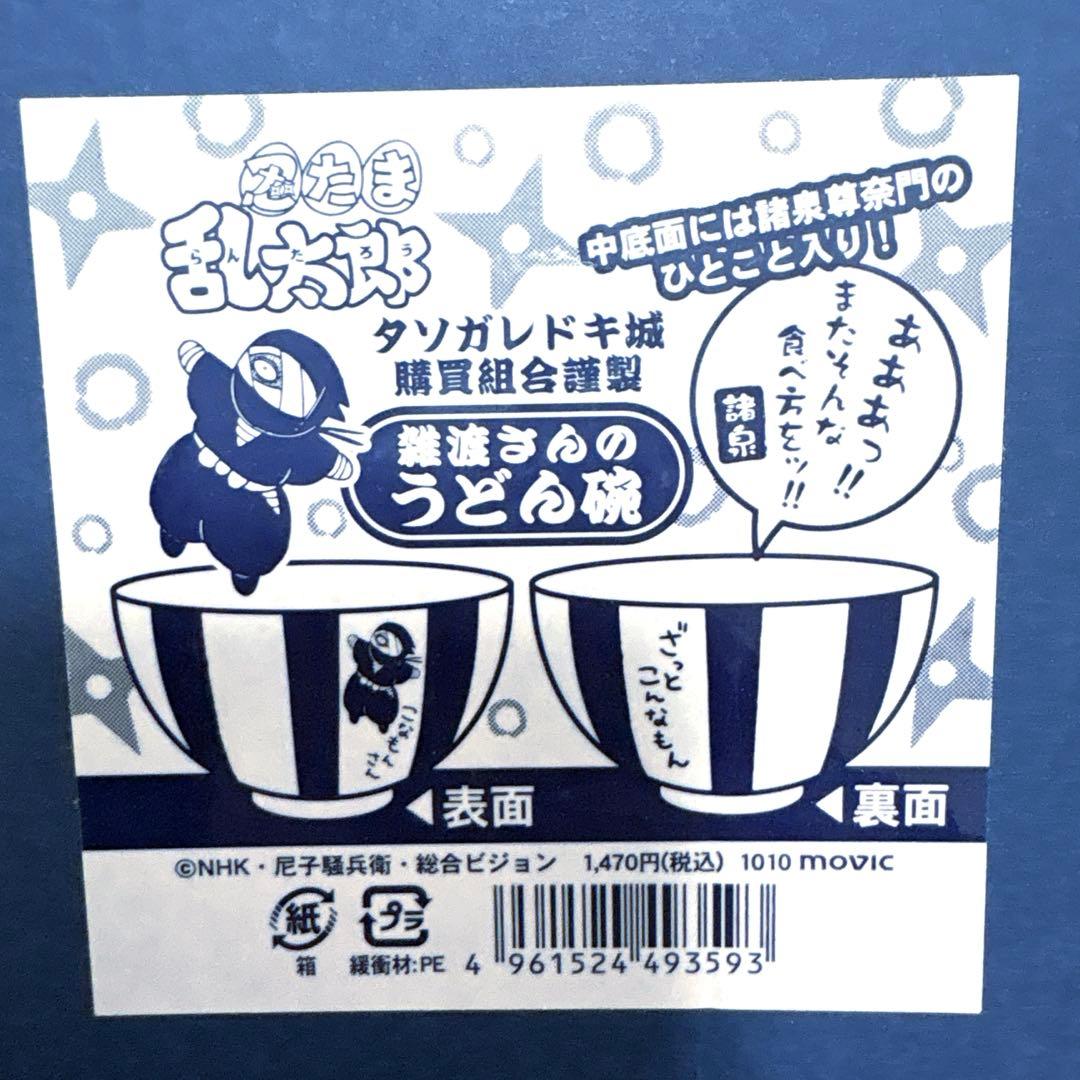 忍たま
乱太郎
らんたろう
タソガレドキ城
購買組合謹製
雑渡さんの
うどん碗
中底面には諸泉尊奈門の
ひとこと入り!
あああっ!!
またそんな
食べ方をッ!!
諸泉
こなもんさん
ざっと
こんなもん
◀表面
◀裏面
©NHK・尼子騒兵衛・総合ビジョン 1,470円(税込) 1010 movic
紙
箱
プラ
緩衝材:PE
4 961524 493593